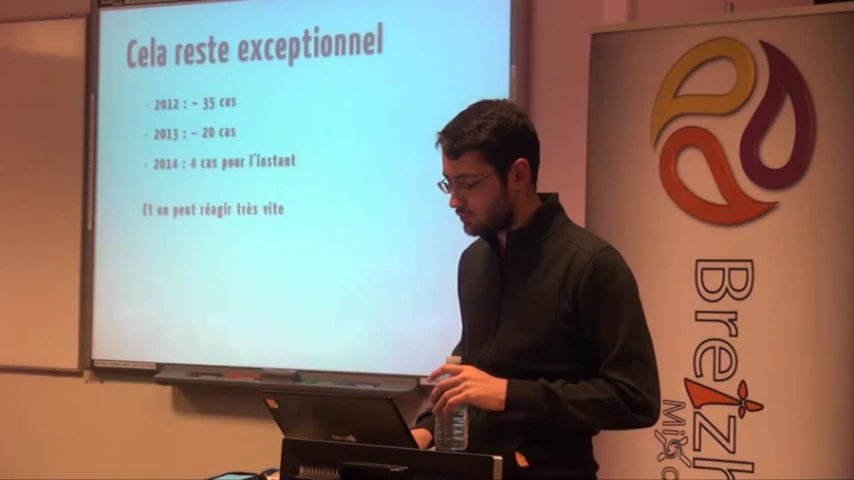 Cela reste exceptionnel
· 2012 : ~ 35 cas
· 2013 : ~ 20 cas
· 2014 : 4 cas pour l'instant
Et on peut réagir très vite
Breizh